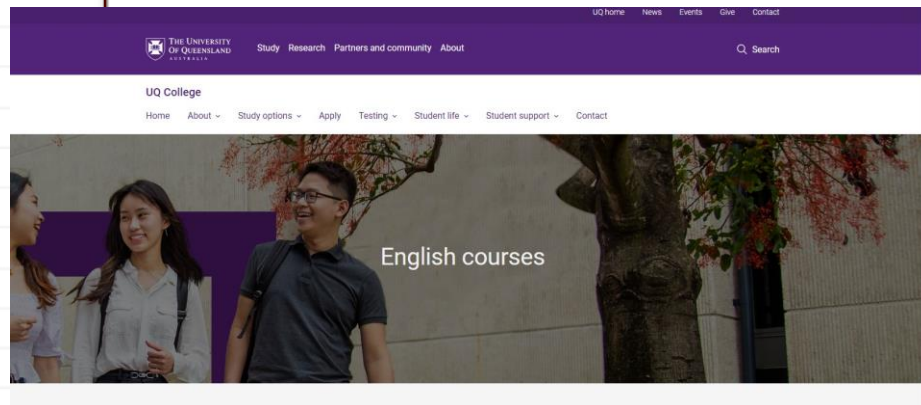 UQ home News Events Give Contact
THE UNIVERSITY
OF QUEENSLAND
AUSTRALIA
Study Research Partners and community About
Search
UQ College
Home About Study options Apply Testing Student life Student support Contact
English courses